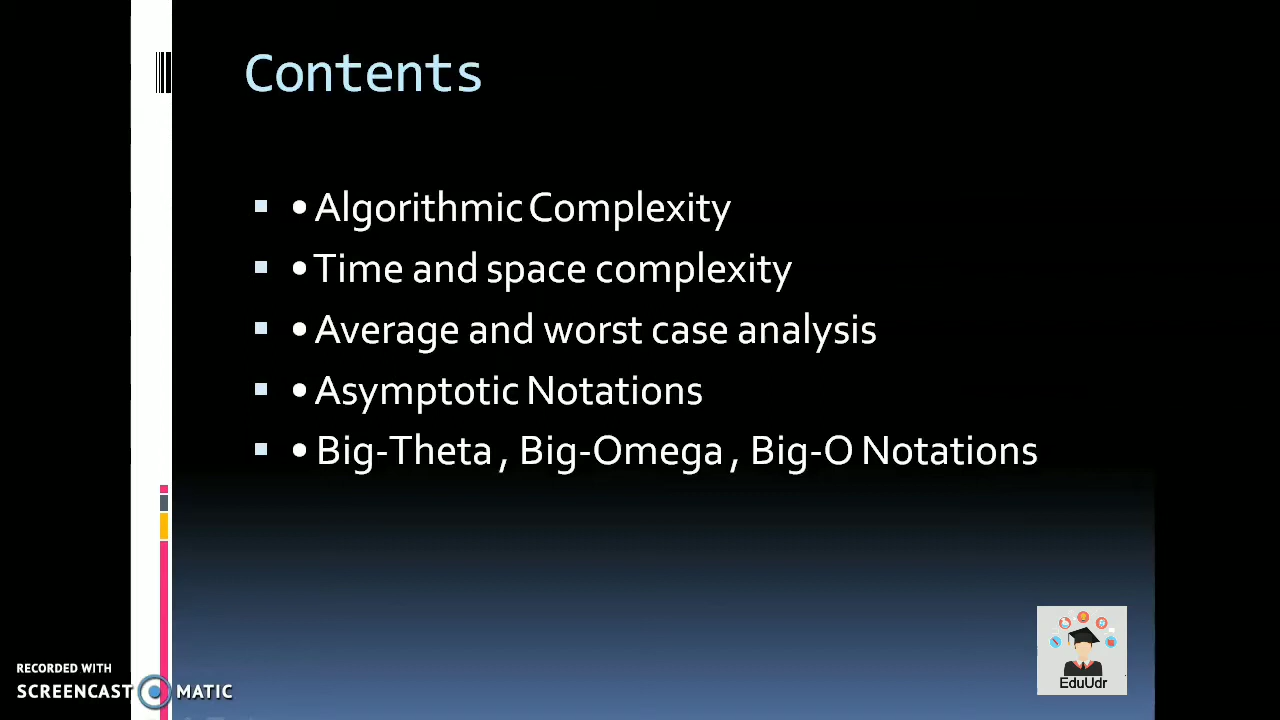 Contents
• Algorithmic Complexity
• Time and space complexity
• Average and worst case analysis
• Asymptotic Notations
• Big-Theta , Big-Omega , Big-O Notations
EduUdr
RECORDED WITH
SCREENCAST MATIC